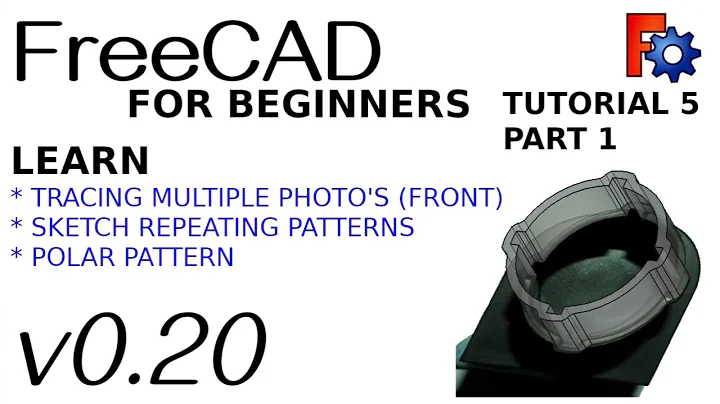 FreeCAD
FOR BEGINNERS
TUTORIAL 5
PART 1
LEARN
* TRACING MULTIPLE PHOTO'S (FRONT)
* SKETCH REPEATING PATTERNS
* POLAR PATTERN
v0.20